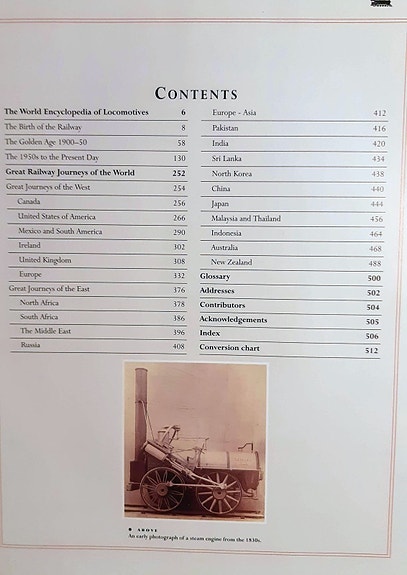 CONTENTS
The World Encyclopedia of Locomotives 6
The Birth of the Railway 8
The Golden Age 1900–50 58
The 1950s to the Present Day 130
Great Railway Journeys of the World 252
Great Journeys of the West 254
Canada 256
United States of America 266
Mexico and South America 290
Ireland 302
United Kingdom 308
Europe 332
Great Journeys of the East 376
North Africa 378
South Africa 386
The Middle East 396
Russia 408
Europe - Asia 412
Pakistan 416
India 420
Sri Lanka 434
North Korea 438
China 440
Japan 444
Malaysia and Thailand 456
Indonesia 464
Australia 468
New Zealand 488
Glossary 500
Addresses 502
Contributors 504
Acknowledgements 505
Index 506
Conversion chart 512
● ABOVE
An early photograph of a steam engine from the 1830s.